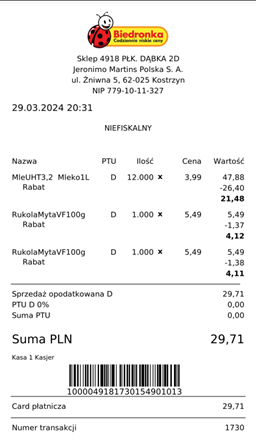 Biedronka
Codziennie niskie ceny
Sklep 4918 PŁK. DĄBKA 2D
Jeronimo Martins Polska S. A.
ul. Żniwna 5, 62-025 Kostrzyn
NIP 779-10-11-327
29.03.2024 20:31
NIEFISKALNY
Nazwa PTU Ilość Cena Wartość
MleUHT3,2 Mleko1L D 12.000 x 3,99 47,88
Rabat -26,40
21,48
RukolaMytaVF100g D 1.000 x 5,49 5,49
Rabat -1,37
4,12
RukolaMytaVF100g D 1.000 x 5,49 5,49
Rabat -1,38
4,11
Sprzedaż opodatkowana D 29,71
PTU D 0% 0,00
Suma PTU 0,00
Suma PLN 29,71
Kasa 1 Kasjer
1000049181730154901013
Card płatnicza 29,71
Numer transakcji 1730